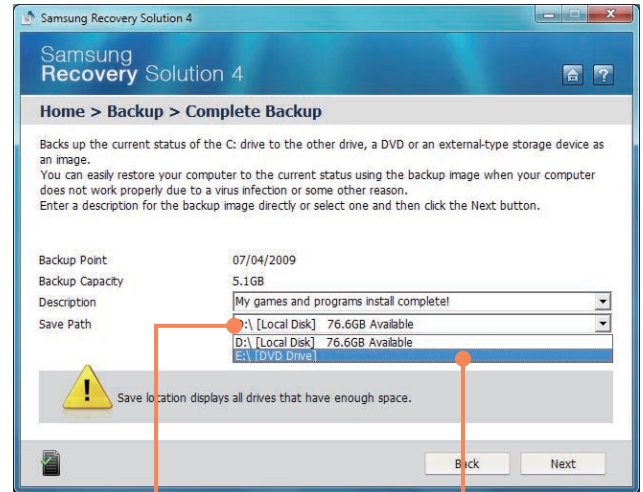 Samsung Recovery Solution 4
Samsung
Recovery Solution 4
Home > Backup > Complete Backup
Backs up the current status of the C: drive to the other drive, a DVD or an external-type storage device as
an image.
You can easily restore your computer to the current status using the backup image when your computer
does not work properly due to a virus infection or some other reason.
Enter a description for the backup image directly or select one and then click the Next button.
Backup Point 07/04/2009
Backup Capacity 5.1GB
Description My games and programs install complete!
Save Path D:\ [Local Disk] 76.6GB Available
D:\ [Local Disk] 76.6GB Available
E:\ [DVD Drive]
Save location displays all drives that have enough space.
Back Next